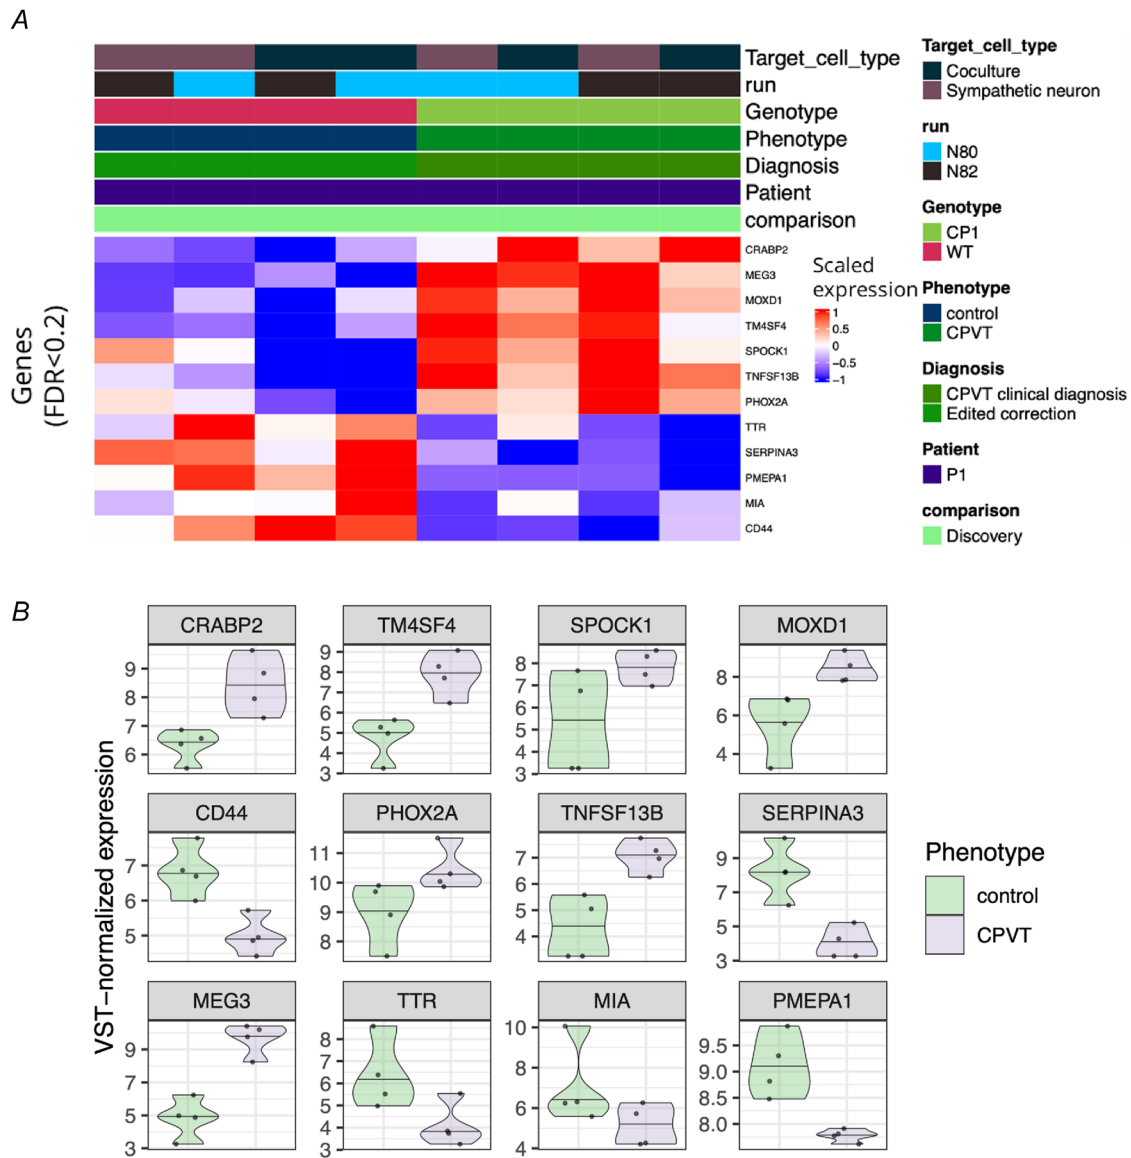 A
Target_cell_type
run
Genotype
Phenotype
Diagnosis
Patient
comparison
Genes
(FDR<0.2)
CRABP2
MEG3
MOXD1
TM4SF4
SPOCK1
TNFSF13B
PHOX2A
TTR
SERPINA3
PMEPA1
MIA
CD44
Scaled
expression
1
0.5
0
−0.5
−1
Target_cell_type
Coculture
Sympathetic neuron
run
N80
N82
Genotype
CP1
WT
Phenotype
control
CPVT
Diagnosis
CPVT clinical diagnosis
Edited correction
Patient
P1
comparison
Discovery
B
VST−normalized expression
CRABP2
9
8
7
6
TM4SF4
9
8
7
6
5
4
3
SPOCK1
8
7
6
5
4
3
MOXD1
8
6
4
CD44
7
6
5
PHOX2A
11
10
9
8
TNFSF13B
7
6
5
4
SERPINA3
9
7
5
3
MEG3
9
7
5
3
TTR
8
7
6
5
4
3
MIA
10
8
6
4
PMEPA1
9.5
9.0
8.5
8.0
Phenotype
control
CPVT